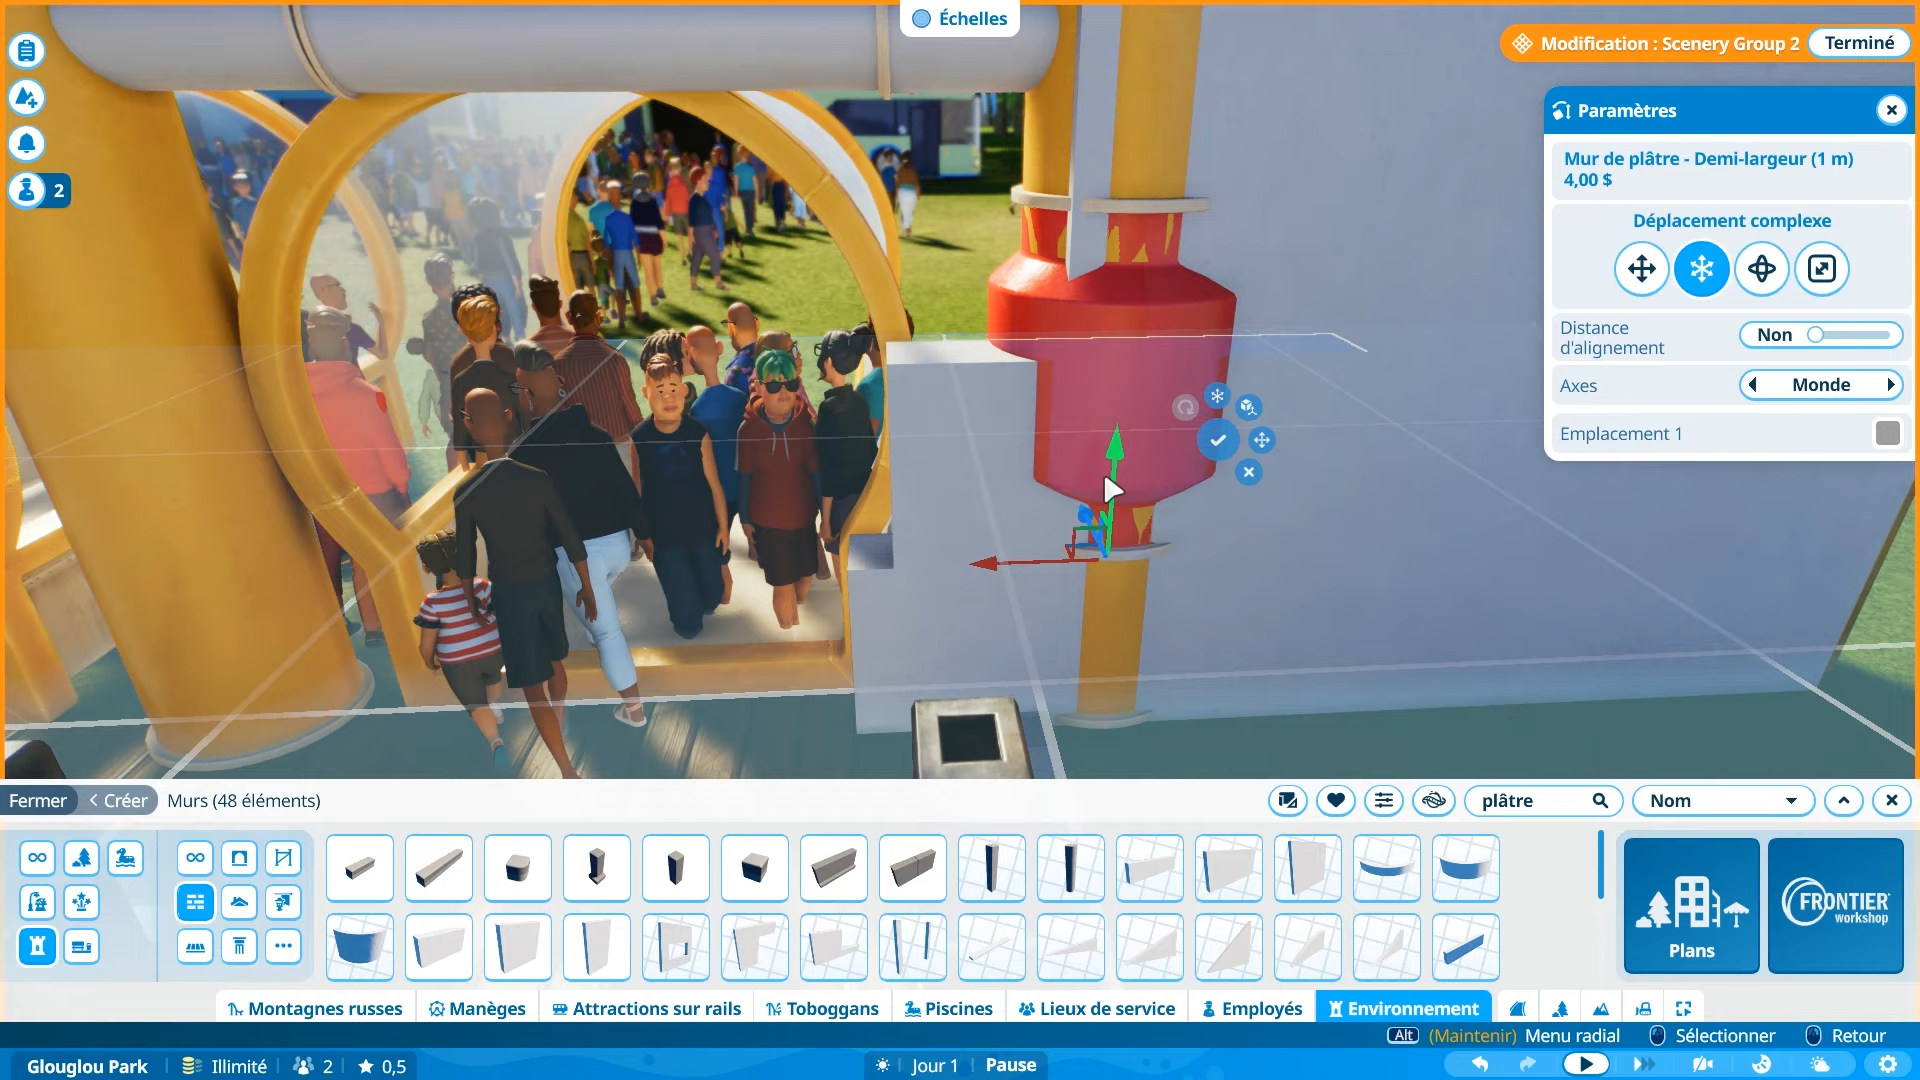 Échelles
Modification : Scenery Group 2
Terminé
2
Paramètres
Mur de plâtre - Demi-largeur (1 m)
4,00 $
Déplacement complexe
Distance
d'alignement
Non
Axes
Monde
Emplacement 1
Fermer
Créer
Murs (48 éléments)
plâtre
Nom
Plans
FRONTIER
workshop
Montagnes russes
Manèges
Attractions sur rails
Toboggans
Piscines
Lieux de service
Employés
Environnement
Alt (Maintenir) Menu radial
Sélectionner
Retour
Glouglou Park
Illimité
2
0,5
Jour 1
Pause